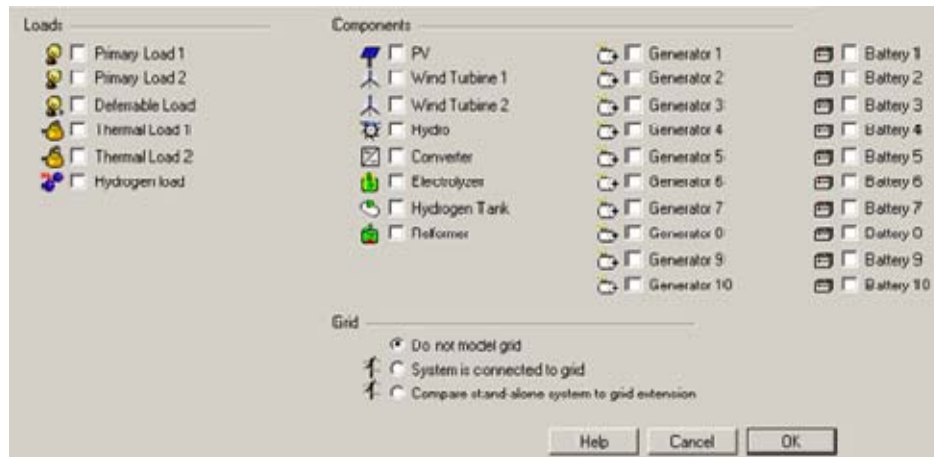 Loads
Primary Load 1
Primary Load 2
Deferrable Load
Thermal Load 1
Thermal Load 2
Hydrogen load
Components
PV
Wind Turbine 1
Wind Turbine 2
Hydro
Converter
Electrolyzer
Hydrogen Tank
Reformer
Generator 1
Generator 2
Generator 3
Generator 4
Generator 5
Generator 6
Generator 7
Generator 8
Generator 9
Generator 10
Battery 1
Battery 2
Battery 3
Battery 4
Battery 5
Battery 6
Battery 7
Battery 8
Battery 9
Battery 10
Grid
Do not model grid
System is connected to grid
Compare stand-alone system to grid extension
Help
Cancel
OK